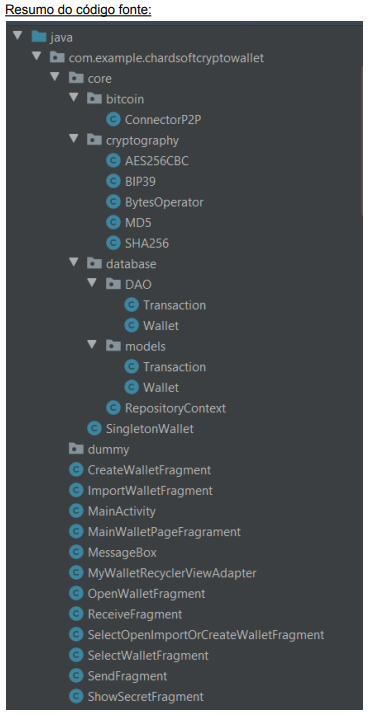 Resumo do código fonte:
java
com.example.chardsoftcryptowallet
core
bitcoin
ConnectorP2P
cryptography
AES256CBC
BIP39
BytesOperator
MD5
SHA256
database
DAO
Transaction
Wallet
models
Transaction
Wallet
RepositoryContext
SingletonWallet
dummy
CreateWalletFragment
ImportWalletFragment
MainActivity
MainWalletPageFragrament
MessageBox
MyWalletRecyclerViewAdapter
OpenWalletFragment
ReceiveFragment
SelectOpenImportOrCreateWalletFragment
SelectWalletFragment
SendFragment
ShowSecretFragment